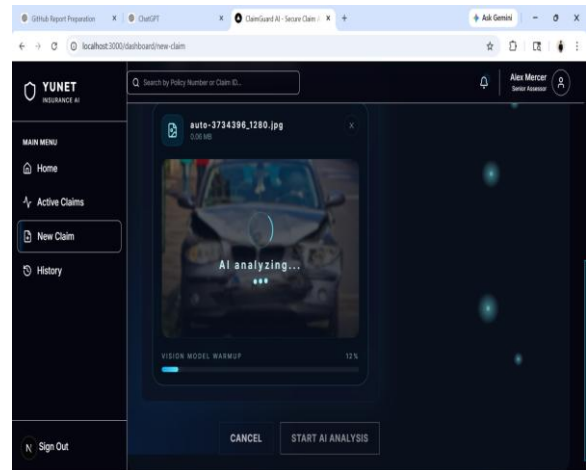 GitHub Report Preparation
ChatGPT
ClaimGuard AI - Secure Claim
Ask Gemini
localhost:3000/dashboard/new-claim
YUNET
INSURANCE AI
Search by Policy Number or Claim ID...
Alex Mercer
Senior Assessor
MAIN MENU
Home
Active Claims
New Claim
History
auto-3734396_1280.jpg
0.06 MB
AI analyzing...
VISION MODEL WARMUP 12%
CANCEL
START AI ANALYSIS
N
Sign Out